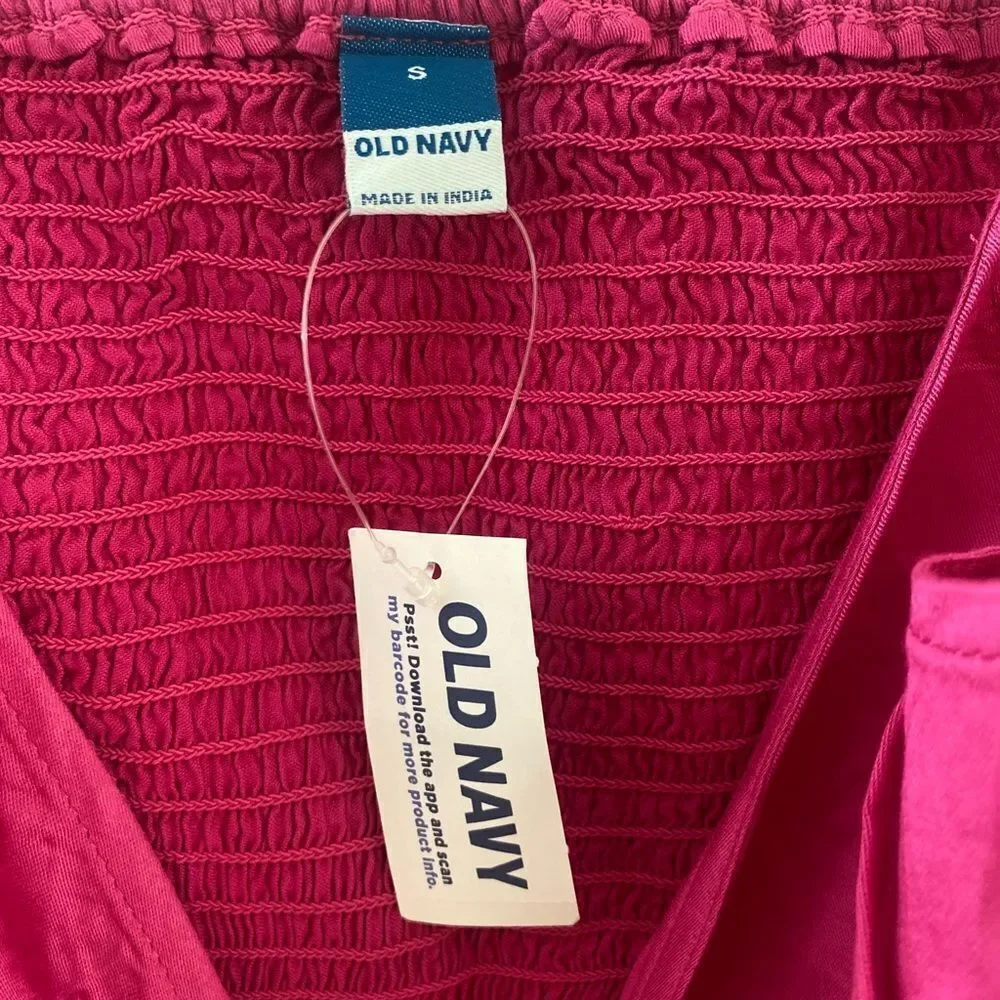 S
OLD NAVY
MADE IN INDIA
OLD NAVY
Psst! Download the app and scan
my barcode for more product info.